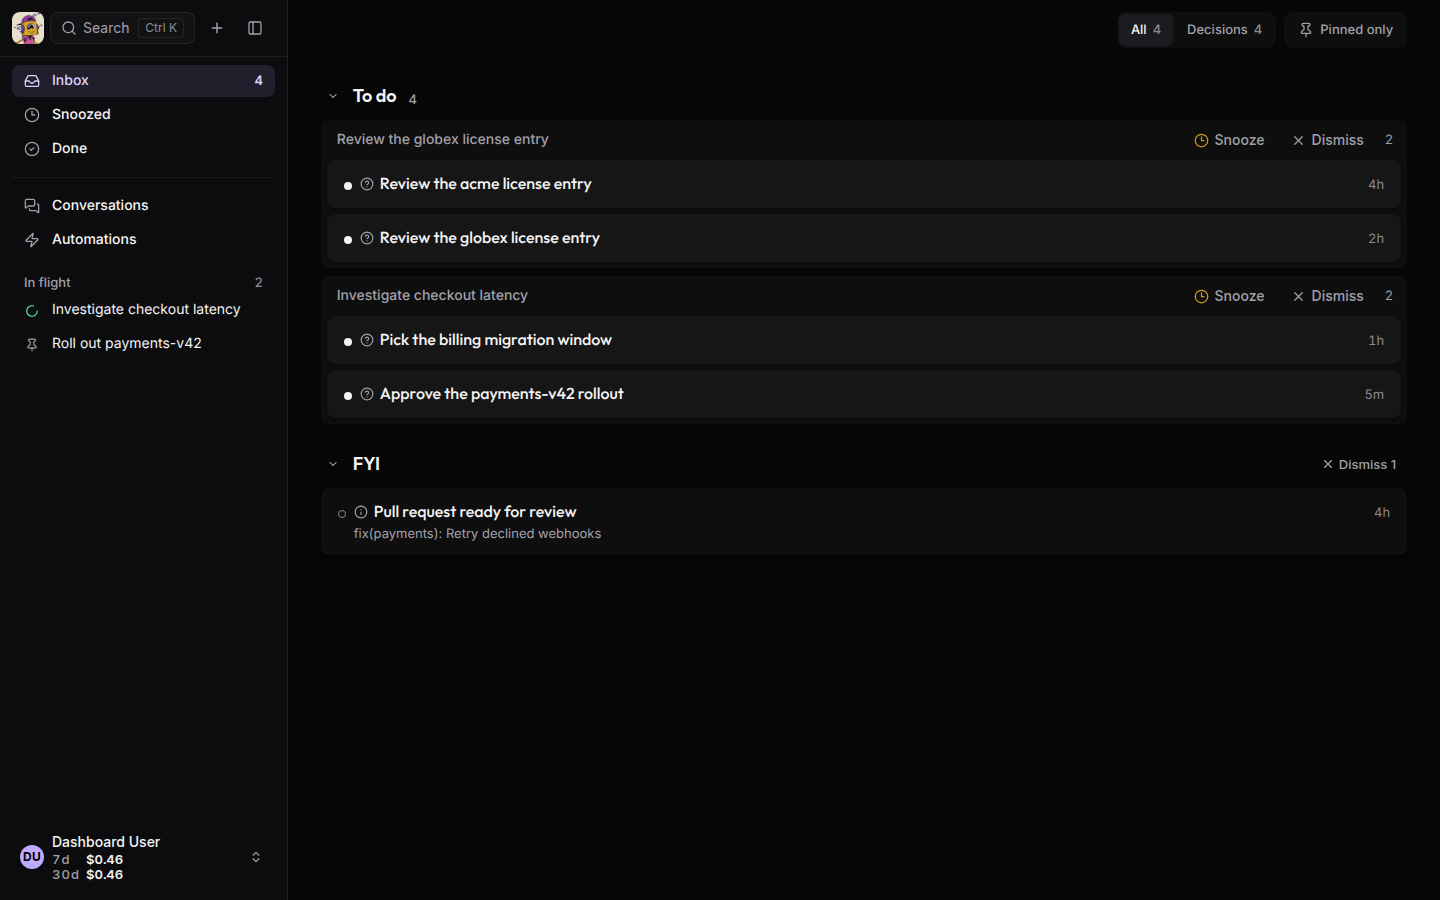 Search Ctrl K
Inbox 4
Snoozed
Done
Conversations
Automations
In flight 2
Investigate checkout latency
Roll out payments-v42
DU
Dashboard User
7d $0.46
30d $0.46
All 4 Decisions 4 Pinned only
To do 4
Review the globex license entry Snooze Dismiss 2
Review the acme license entry 4h
Review the globex license entry 2h
Investigate checkout latency Snooze Dismiss 2
Pick the billing migration window 1h
Approve the payments-v42 rollout 5m
FYI Dismiss 1
Pull request ready for review 4h
fix(payments): Retry declined webhooks